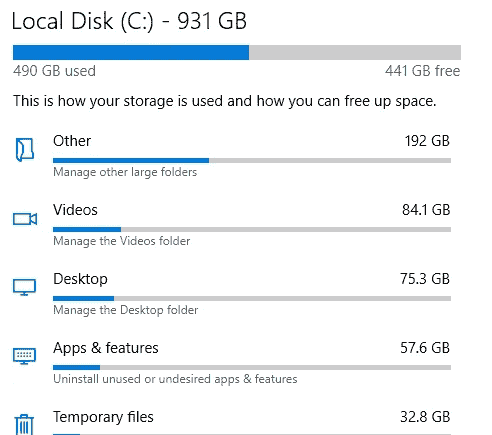 Local Disk (C:) - 931 GB
490 GB used 441 GB free
This is how your storage is used and how you can free up space.
Other 192 GB
Manage other large folders
Videos 84.1 GB
Manage the Videos folder
Desktop 75.3 GB
Manage the Desktop folder
Apps & features 57.6 GB
Uninstall unused or undesired apps & features
Temporary files 32.8 GB